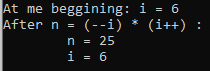 At me beggining: i = 6
After n = (--i) * (i++) :
n = 25
i = 6